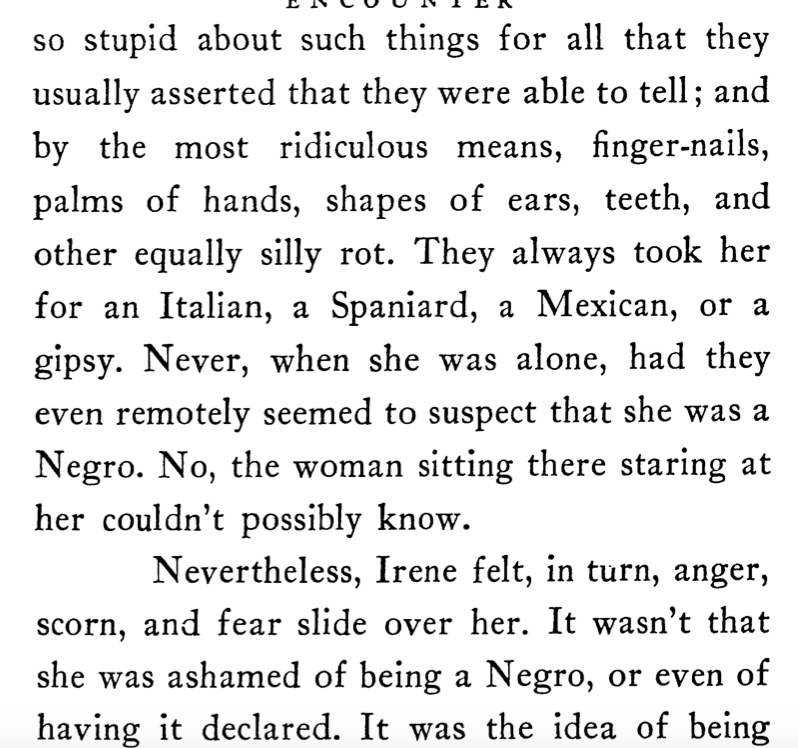 ENCOUNTER
so stupid about such things for all that they
usually asserted that they were able to tell; and
by the most ridiculous means, finger-nails,
palms of hands, shapes of ears, teeth, and
other equally silly rot. They always took her
for an Italian, a Spaniard, a Mexican, or a
gipsy. Never, when she was alone, had they
even remotely seemed to suspect that she was a
Negro. No, the woman sitting there staring at
her couldn't possibly know.
Nevertheless, Irene felt, in turn, anger,
scorn, and fear slide over her. It wasn't that
she was ashamed of being a Negro, or even of
having it declared. It was the idea of being